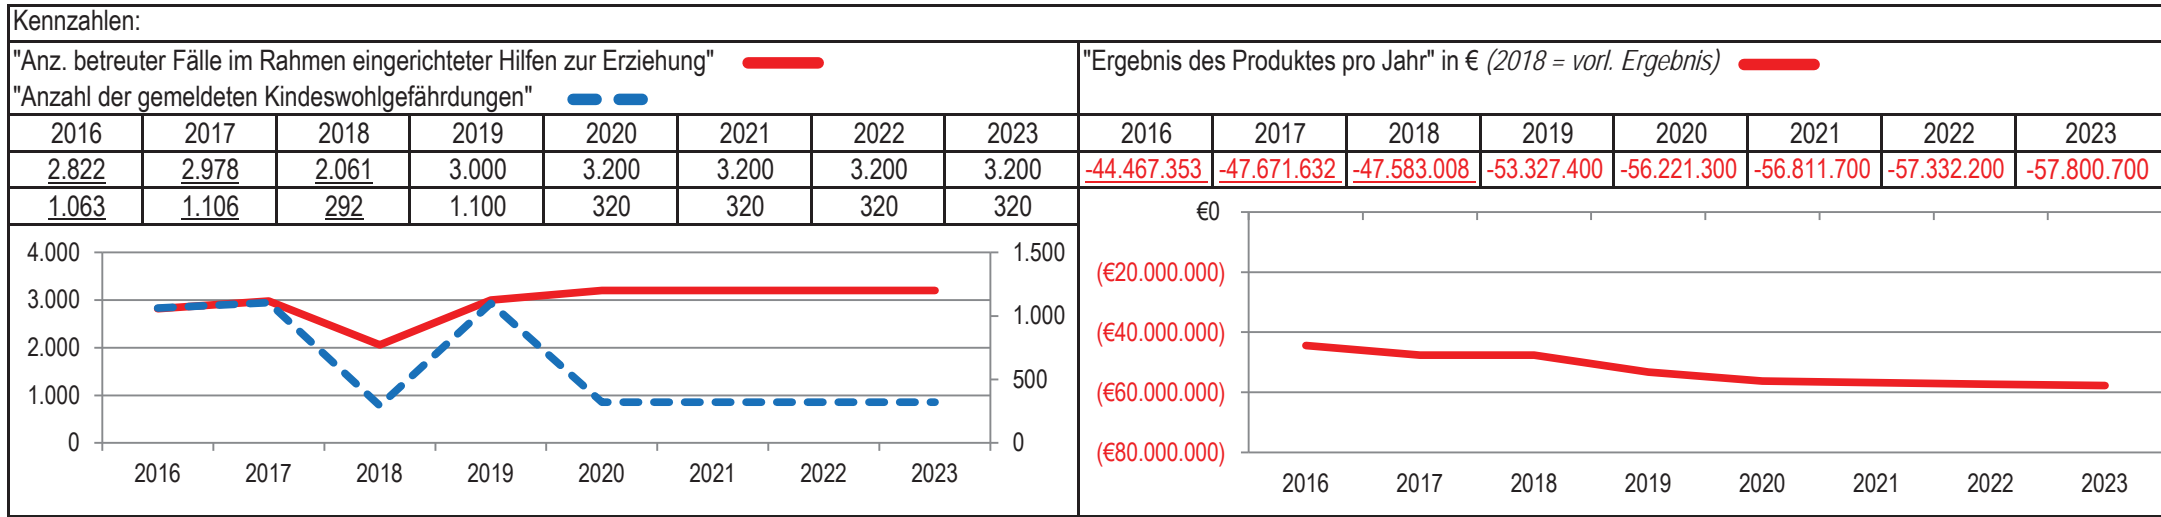 Kennzahlen:
"Anz. betreuter Fälle im Rahmen eingerichteter Hilfen zur Erziehung"
"Anzahl der gemeldeten Kindeswohlgefährdungen"
2016 2017 2018 2019 2020 2021 2022 2023
2.822 2.978 2.061 3.000 3.200 3.200 3.200 3.200
1.063 1.106 292 1.100 320 320 320 320
4.000 1.500
3.000
1.000
2.000
500
1.000
0 0
2016 2017 2018 2019 2020 2021 2022 2023
"Ergebnis des Produktes pro Jahr" in € (2018 = vorl. Ergebnis)
2016 2017 2018 2019 2020 2021 2022 2023
-44.467.353 -47.671.632 -47.583.008 -53.327.400 -56.221.300 -56.811.700 -57.332.200 -57.800.700
€0
(€20.000.000)
(€40.000.000)
(€60.000.000)
(€80.000.000)
2016 2017 2018 2019 2020 2021 2022 2023